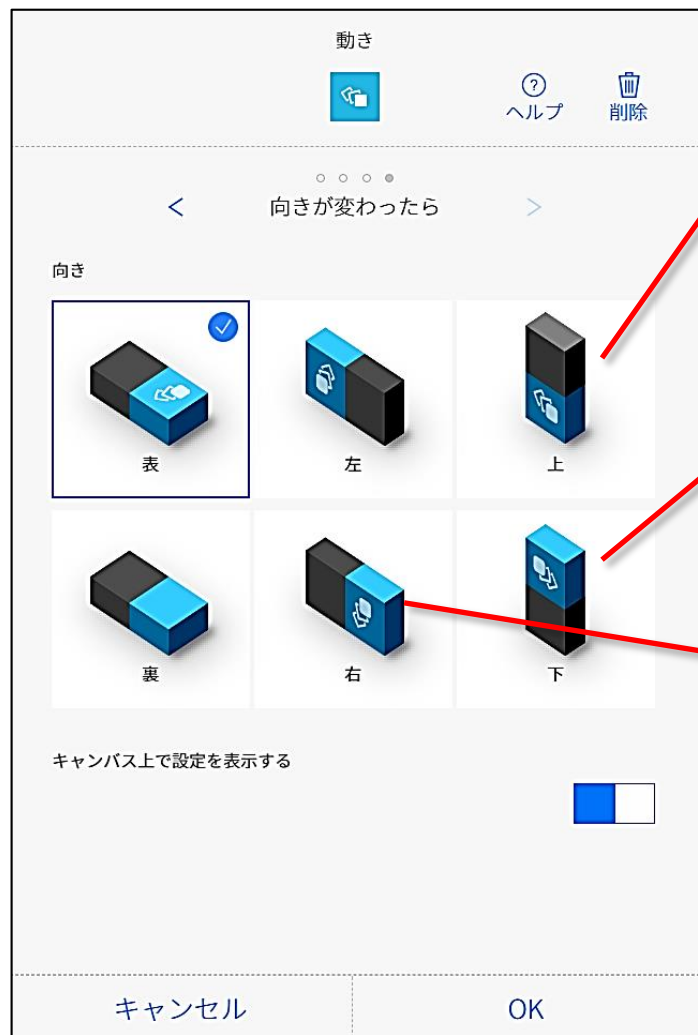 動き
ヘルプ
削除
< 向きが変わったら >
向き
表
左
上
裏
右
下
キャンバス上で設定を表示する
キャンセル
OK